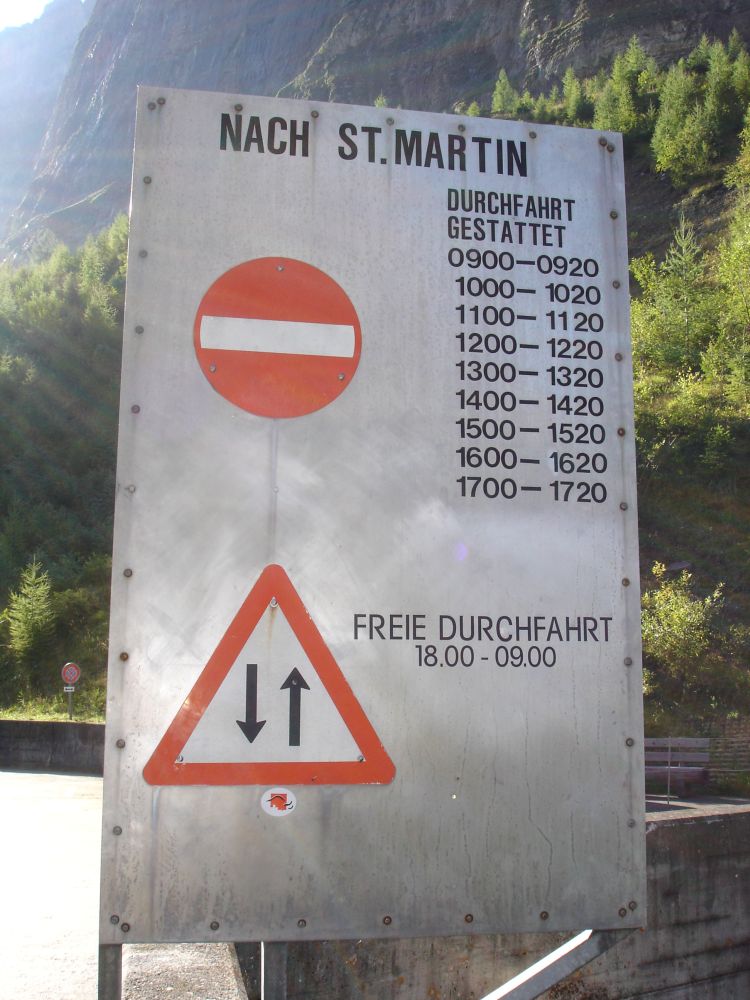 NACH ST. MARTIN
DURCHFAHRT
GESTATTET
0900-0920
1000-1020
1100-1120
1200-1220
1300-1320
1400-1420
1500-1520
1600-1620
1700-1720
FREIE DURCHFAHRT
18.00 - 09.00